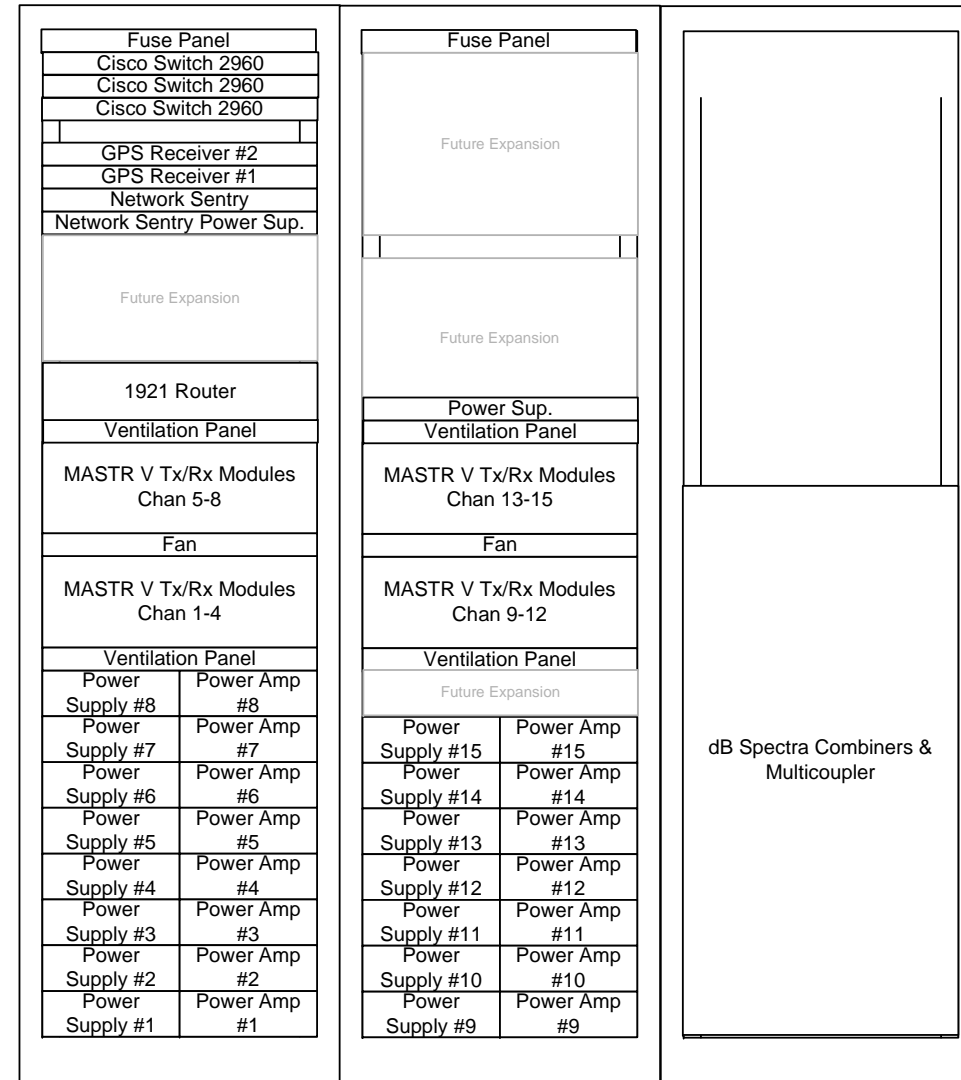 Fuse Panel
Cisco Switch 2960
Cisco Switch 2960
Cisco Switch 2960
GPS Receiver #2
GPS Receiver #1
Network Sentry
Network Sentry Power Sup.
Future Expansion
1921 Router
Ventilation Panel
MASTR V Tx/Rx Modules
Chan 5-8
Fan
MASTR V Tx/Rx Modules
Chan 1-4
Ventilation Panel
Power
Supply #8
Power Amp
#8
Power
Supply #7
Power Amp
#7
Power
Supply #6
Power Amp
#6
Power
Supply #5
Power Amp
#5
Power
Supply #4
Power Amp
#4
Power
Supply #3
Power Amp
#3
Power
Supply #2
Power Amp
#2
Power
Supply #1
Power Amp
#1
Fuse Panel
Future Expansion
Future Expansion
Power Sup.
Ventilation Panel
MASTR V Tx/Rx Modules
Chan 13-15
Fan
MASTR V Tx/Rx Modules
Chan 9-12
Ventilation Panel
Future Expansion
Power
Supply #15
Power Amp
#15
Power
Supply #14
Power Amp
#14
Power
Supply #13
Power Amp
#13
Power
Supply #12
Power Amp
#12
Power
Supply #11
Power Amp
#11
Power
Supply #10
Power Amp
#10
Power
Supply #9
Power Amp
#9
dB Spectra Combiners &
Multicoupler